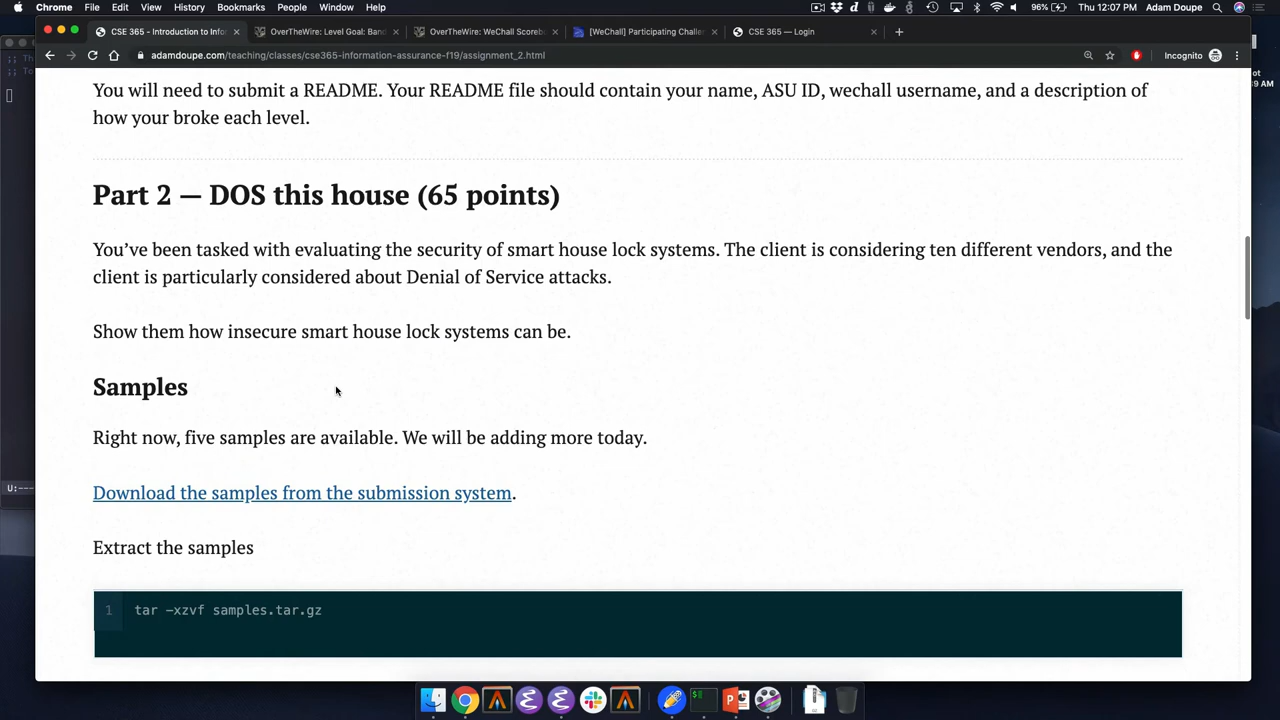 Chrome File Edit View History Bookmarks People Window Help
96% Thu 12:07 PM Adam Doupe
CSE 365 - Introduction to Info
OverTheWire: Level Goal: Band
OverTheWire: WeChall Scoreb
[WeChall] Participating Challe
CSE 365 — Login
adamdoupe.com/teaching/classes/cse365-information-assurance-f19/assignment_2.html
Incognito
You will need to submit a README. Your README file should contain your name, ASU ID, wechall username, and a description of
how your broke each level.
Part 2 — DOS this house (65 points)
You’ve been tasked with evaluating the security of smart house lock systems. The client is considering ten different vendors, and the
client is particularly considered about Denial of Service attacks.
Show them how insecure smart house lock systems can be.
Samples
Right now, five samples are available. We will be adding more today.
Download the samples from the submission system.
Extract the samples
1 tar -xzvf samples.tar.gz